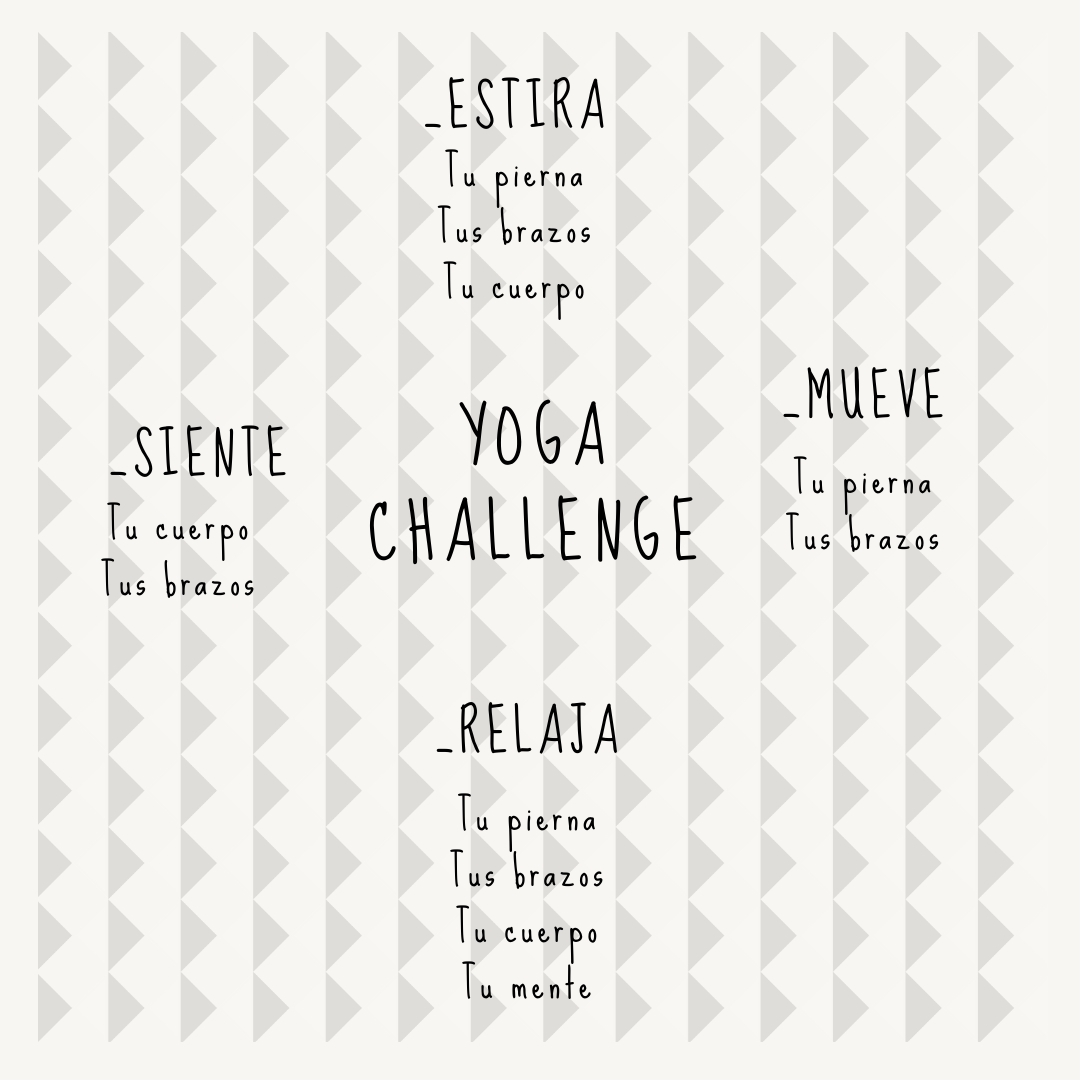 _ESTIRA
Tu pierna
Tus brazos
Tu cuerpo
_SIENTE
Tu cuerpo
Tus brazos
YOGA
CHALLENGE
_MUEVE
Tu pierna
Tus brazos
_RELAJA
Tu pierna
Tus brazos
Tu cuerpo
Tu mente